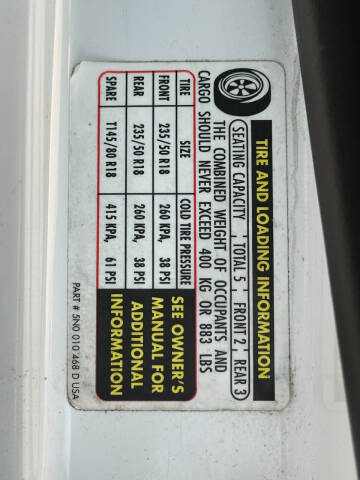 TIRE AND LOADING INFORMATION
SEATING CAPACITY TOTAL 5 FRONT 2 REAR 3
THE COMBINED WEIGHT OF OCCUPANTS AND
CARGO SHOULD NEVER EXCEED 400 KG OR 883 LBS
TIRE SIZE COLD TIRE PRESSURE
FRONT 235/50 R18 260 KPA, 38 PSI
REAR 235/50 R18 260 KPA, 38 PSI
SPARE T145/80 R18 415 KPA, 61 PSI
SEE OWNER'S
MANUAL FOR
ADDITIONAL
INFORMATION
PART # 5N0 010 468 D USA